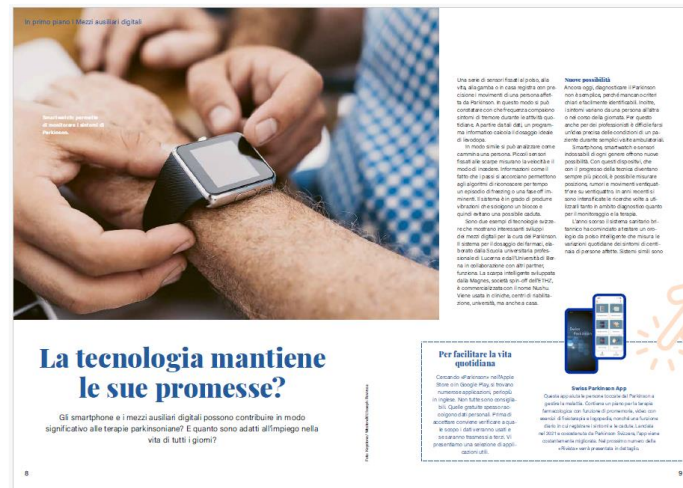 In primo piano | Mezzi ausiliari digitali
Smartwatch: permette
di monitorare i sintomi di
Parkinson.
La tecnologia mantiene
le sue promesse?
Gli smartphone e i mezzi ausiliari digitali possono contribuire in modo
significativo alle terapie parkinsoniane? E quanto sono adatti all'impiego nella
vita di tutti i giorni?
8
Una serie di sensori fissati al polso, alla
vita, alla gamba o in casa registra con pre-
cisione i movimenti di una persona affet-
ta da Parkinson. In questo modo si può
constatare con che frequenza compaiono
sintomi di tremore durante le attività quo-
tidiane. A partire da tali dati, un program-
ma informatico calcola il dosaggio ideale
di levodopa.
In modo simile si può analizzare come
cammina una persona. Piccoli sensori
fissati alle scarpe misurano la velocità e il
modo di incedere. Informazioni come il
fatto che i passi si accorciano permettono
agli algoritmi di riconoscere per tempo
un episodio di freezing o una fase off im-
minenti. Il sistema è in grado di produrre
vibrazioni che sciolgono un blocco e
quindi evitano una possibile caduta.
Sono due esempi di tecnologie svizze-
re che mostrano interessanti sviluppi
dei mezzi digitali per la cura del Parkinson.
Il sistema per il dosaggio dei farmaci, ela-
borato dalla Scuola universitaria profes-
sionale di Lucerna e dall'Università di Ber-
na in collaborazione con altri partner,
funziona. La scarpa intelligente sviluppata
dalla Magnes, società spin-off dell'ETHZ,
è commercializzata con il nome Nushu.
Viene usata in cliniche, centri di riabilita-
zione, università, ma anche a casa.
Nuove possibilità
Ancora oggi, diagnosticare il Parkinson
non è semplice, perché mancano criteri
chiari e facilmente identificabili. Inoltre,
i sintomi variano da una persona all'altra
e nel corso della giornata. Per questo
anche per dei professionisti è difficile farsi
un'idea precisa delle condizioni di un pa-
ziente durante semplici visite ambulatoriali.
Smartphone, smartwatch e sensori
indossabili di ogni genere offrono nuove
possibilità. Con questi dispositivi, che
con il progresso della tecnica diventano
sempre più piccoli, è possibile misurare
posizione, rumori e movimenti ventiquat-
tr'ore su ventiquattro. In anni recenti si
sono intensificate le ricerche volte a uti-
lizzarli tanto in ambito diagnostico quanto
per il monitoraggio e la terapia.
L'anno scorso il sistema sanitario bri-
tannico ha cominciato a testare un oro-
logio da polso intelligente che misura le
variazioni quotidiane dei sintomi di centi-
naia di persone affette. Sistemi simili sono
Per facilitare la vita
quotidiana
Cercando «Parkinson» nell'Apple
Store o in Google Play, si trovano
numerose applicazioni, perlopiù
in inglese. Non tutte sono consiglia-
bili. Quelle gratuite spesso rac-
colgono dati personali. Prima di
accettare conviene verificare a qua-
le scopo i dati verranno usati e
se saranno trasmessi a terzi. Vi
presentiamo una selezione di appli-
cazioni utili.
Swiss Parkinson App
Questa app aiuta le persone toccate dal Parkinson a
gestire la malattia. Contiene un piano per la terapia
farmacologica con funzione di promemoria, video con
esercizi di fisioterapia e logopedia, nonché una funzione
diario in cui registrare i sintomi e le cadute. Lanciata
nel 2021 e cosostenuta da Parkinson Svizzera, l'app viene
costantemente migliorata. Nel prossimo numero della
«Rivista» verrà presentata in dettaglio.
9